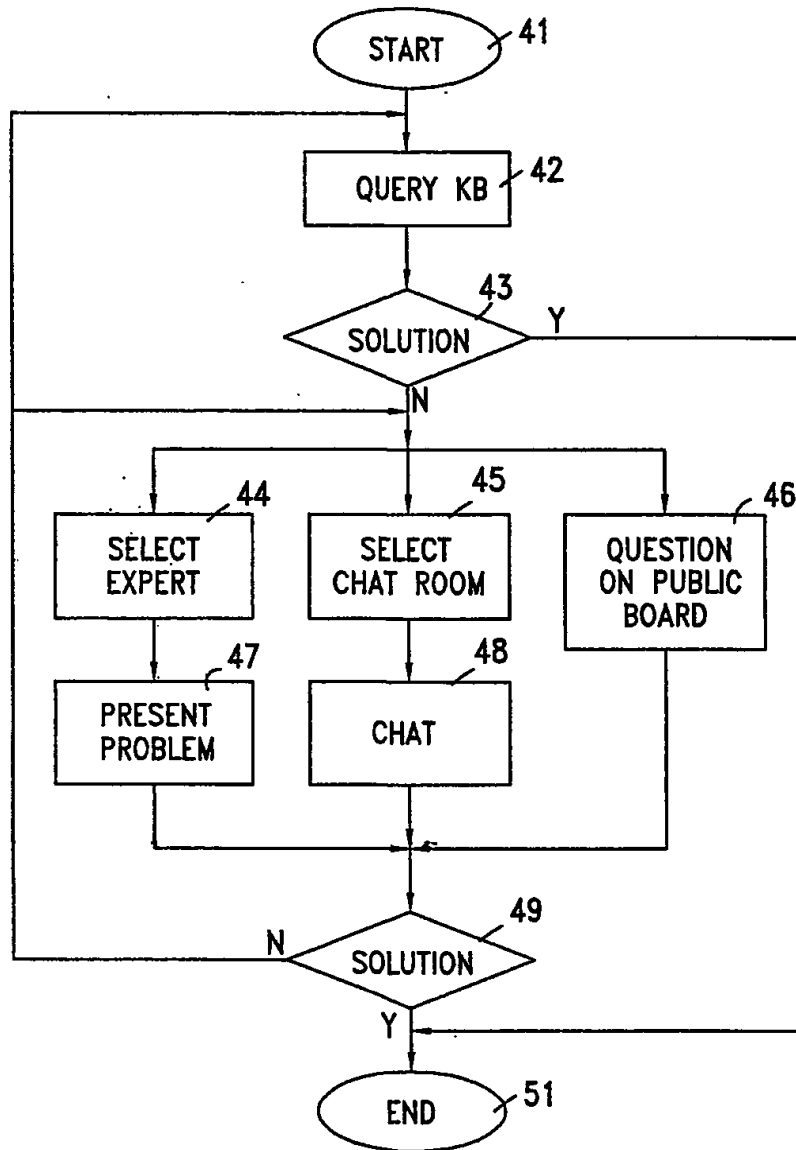 START
41
QUERY KB
42
SOLUTION
43
Y
N
SELECT
EXPERT
44
SELECT
CHAT ROOM
45
QUESTION
ON PUBLIC
BOARD
46
PRESENT
PROBLEM
47
CHAT
48
SOLUTION
49
N
Y
END
51